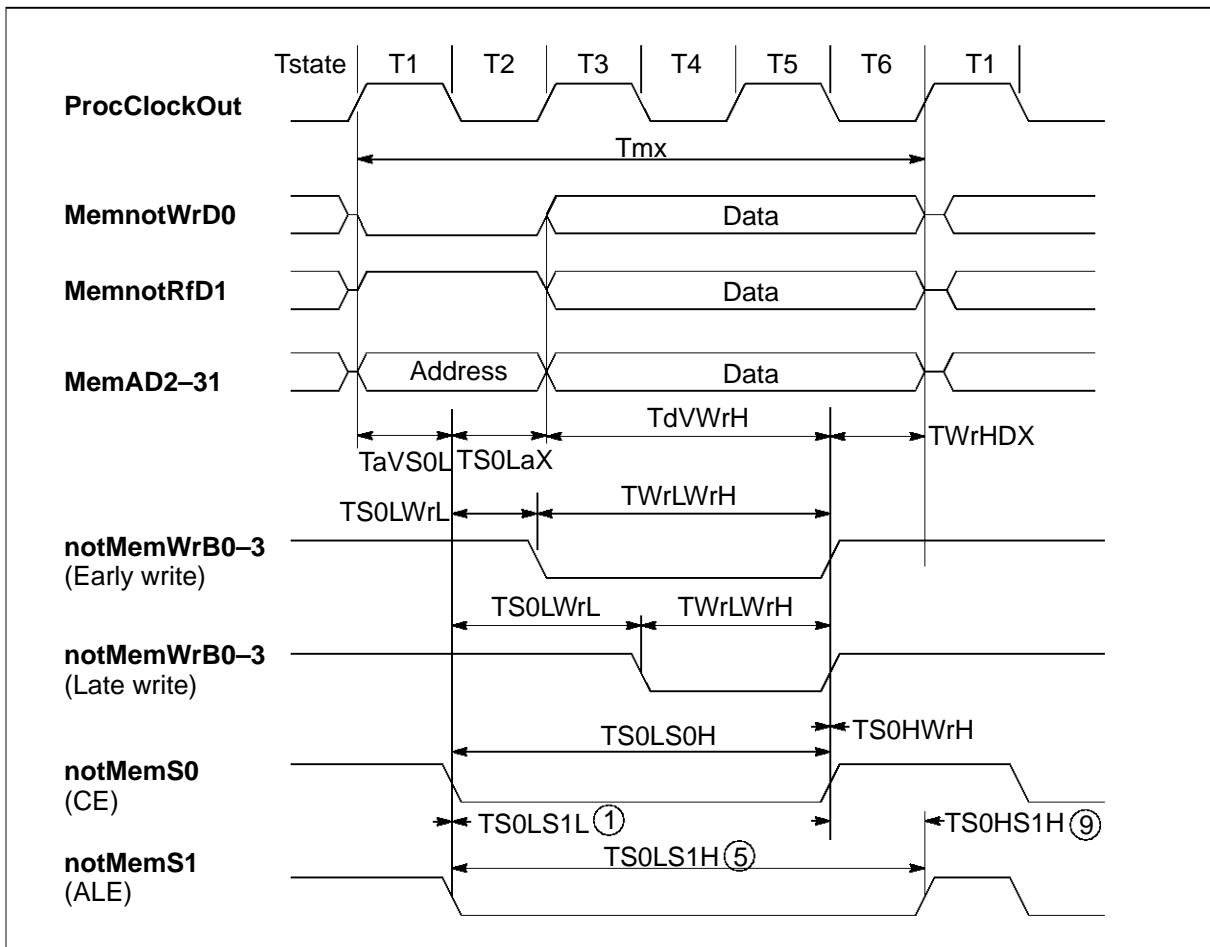 Tstate T1 T2 T3 T4 T5 T6 T1
ProcClockOut
Tmx
MemnotWrD0 Data
MemnotRfD1 Data
MemAD2–31 Address Data
TdVWrH
TaVS0L TS0LaX TWrHDX
TS0LWrL TWrLWrH
notMemWrB0–3
(Early write)
TS0LWrL TWrLWrH
notMemWrB0–3
(Late write)
TS0LS0H TS0HWrH
notMemS0
(CE)
TS0LS1L 1 TS0HS1H 9
TS0LS1H 5
notMemS1
(ALE)